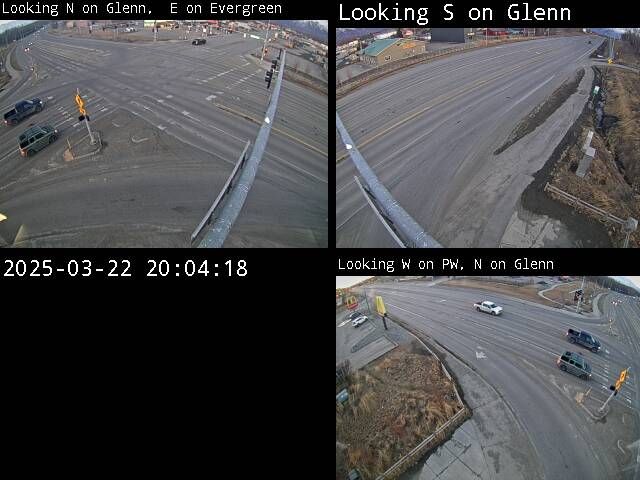 Looking N on Glenn,  E on Evergreen
Looking S on Glenn
2025-03-22 20:04:18
Looking W on PW, N on Glenn